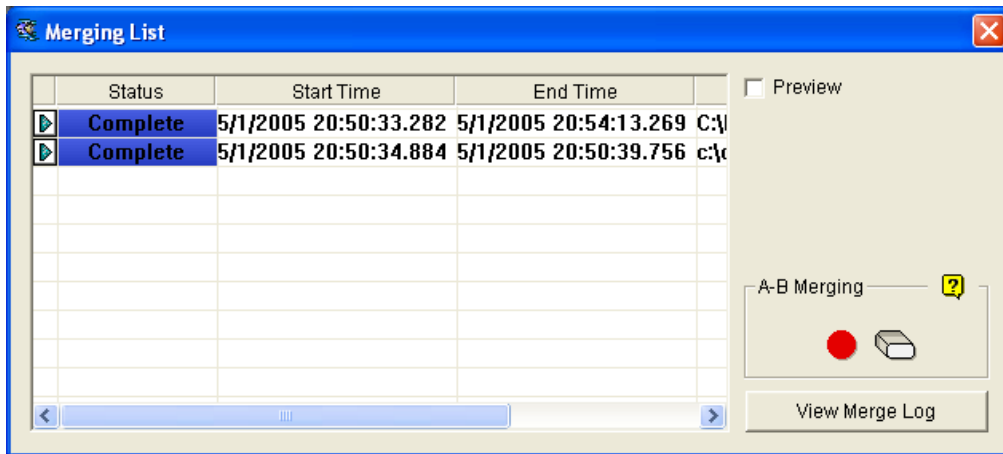 Merging List
Status Start Time End Time
Complete 5/1/2005 20:50:33.282 5/1/2005 20:54:13.269 C:\
Complete 5/1/2005 20:50:34.884 5/1/2005 20:50:39.756 c:\
Preview
A-B Merging ?
View Merge Log